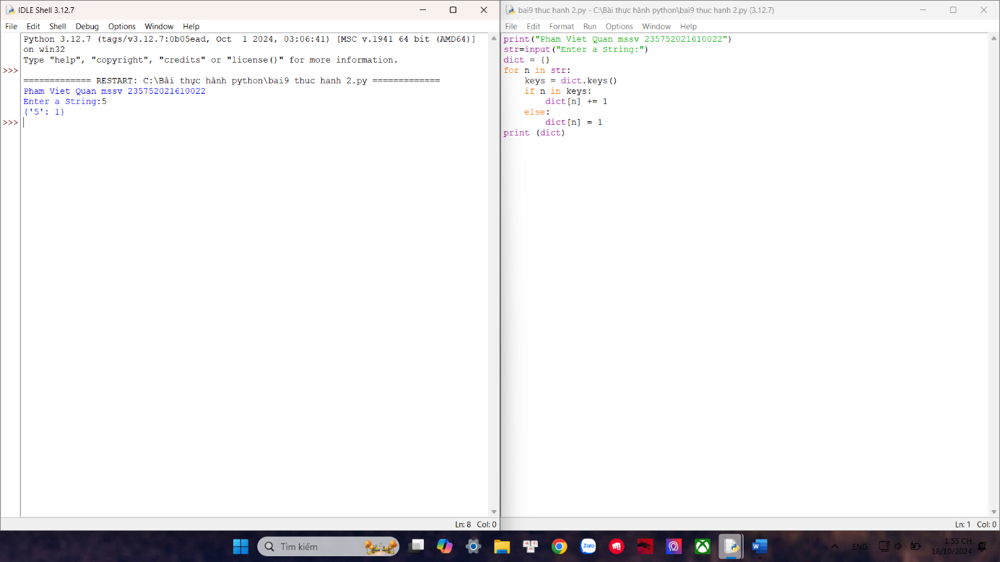 IDLE Shell 3.12.7
File Edit Shell Debug Options Window Help
Python 3.12.7 (tags/v3.12.7:0b05ead, Oct  1 2024, 03:06:41) [MSC v.1941 64 bit (AMD64)]
on win32
Type "help", "copyright", "credits" or "license()" for more information.
>>>
============= RESTART: C:\Bài thực hành python\bai9 thuc hanh 2.py =============
Pham Viet Quan mssv 235752021610022
Enter a String:5
{'5': 1}
>>>
Ln: 8 Col: 0
bai9 thuc hanh 2.py - C:\Bài thực hành python\bai9 thuc hanh 2.py (3.12.7)
File Edit Format Run Options Window Help
print("Pham Viet Quan mssv 235752021610022")
str=input("Enter a String:")
dict = {}
for n in str:
    keys = dict.keys()
    if n in keys:
        dict[n] += 1
    else:
        dict[n] = 1
print (dict)
Ln: 1 Col: 0
Tìm kiếm
Zalo
ENG
1:55 CH
18/10/2024